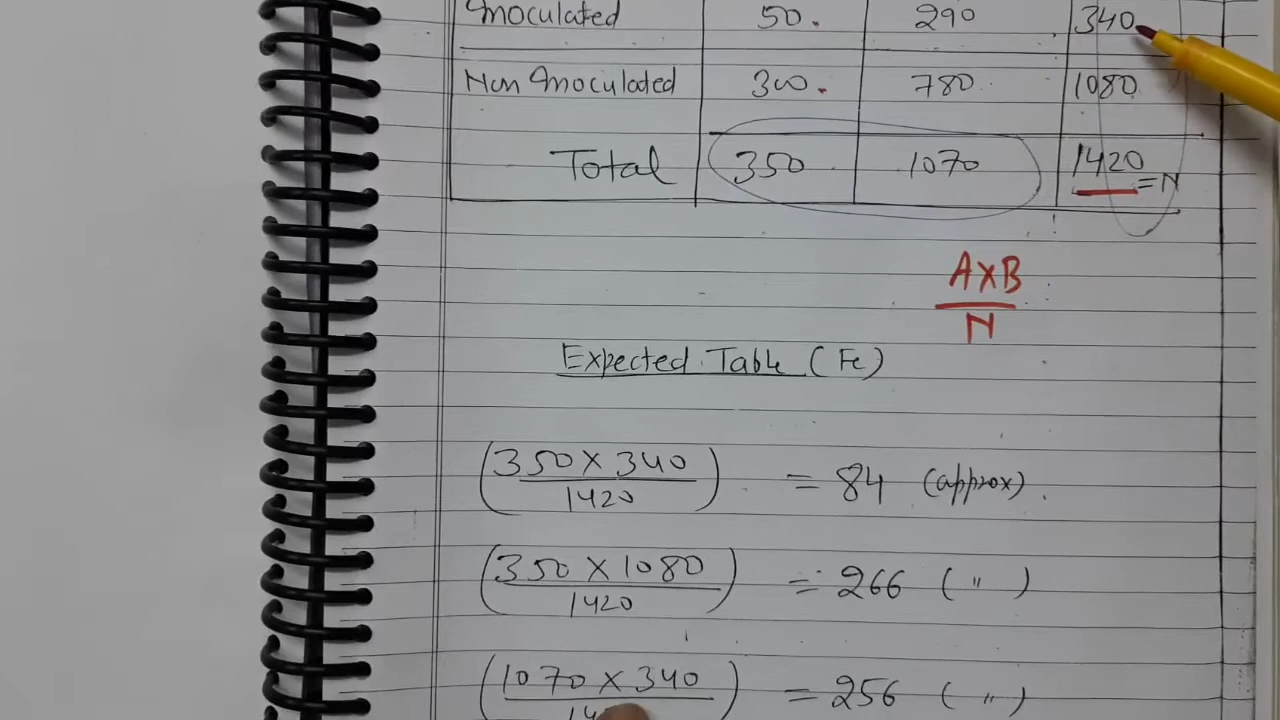 Inoculated 50. 290 340
Non Inoculated 300. 780 1080
Total 350 1070 1420 = N
A×B
N
Expected Table (Fe)
(350 × 340
1420) = 84 (approx).
(350 × 1080
1420) = 266 ( " )
(1070 × 340
14) = 256 ( " )